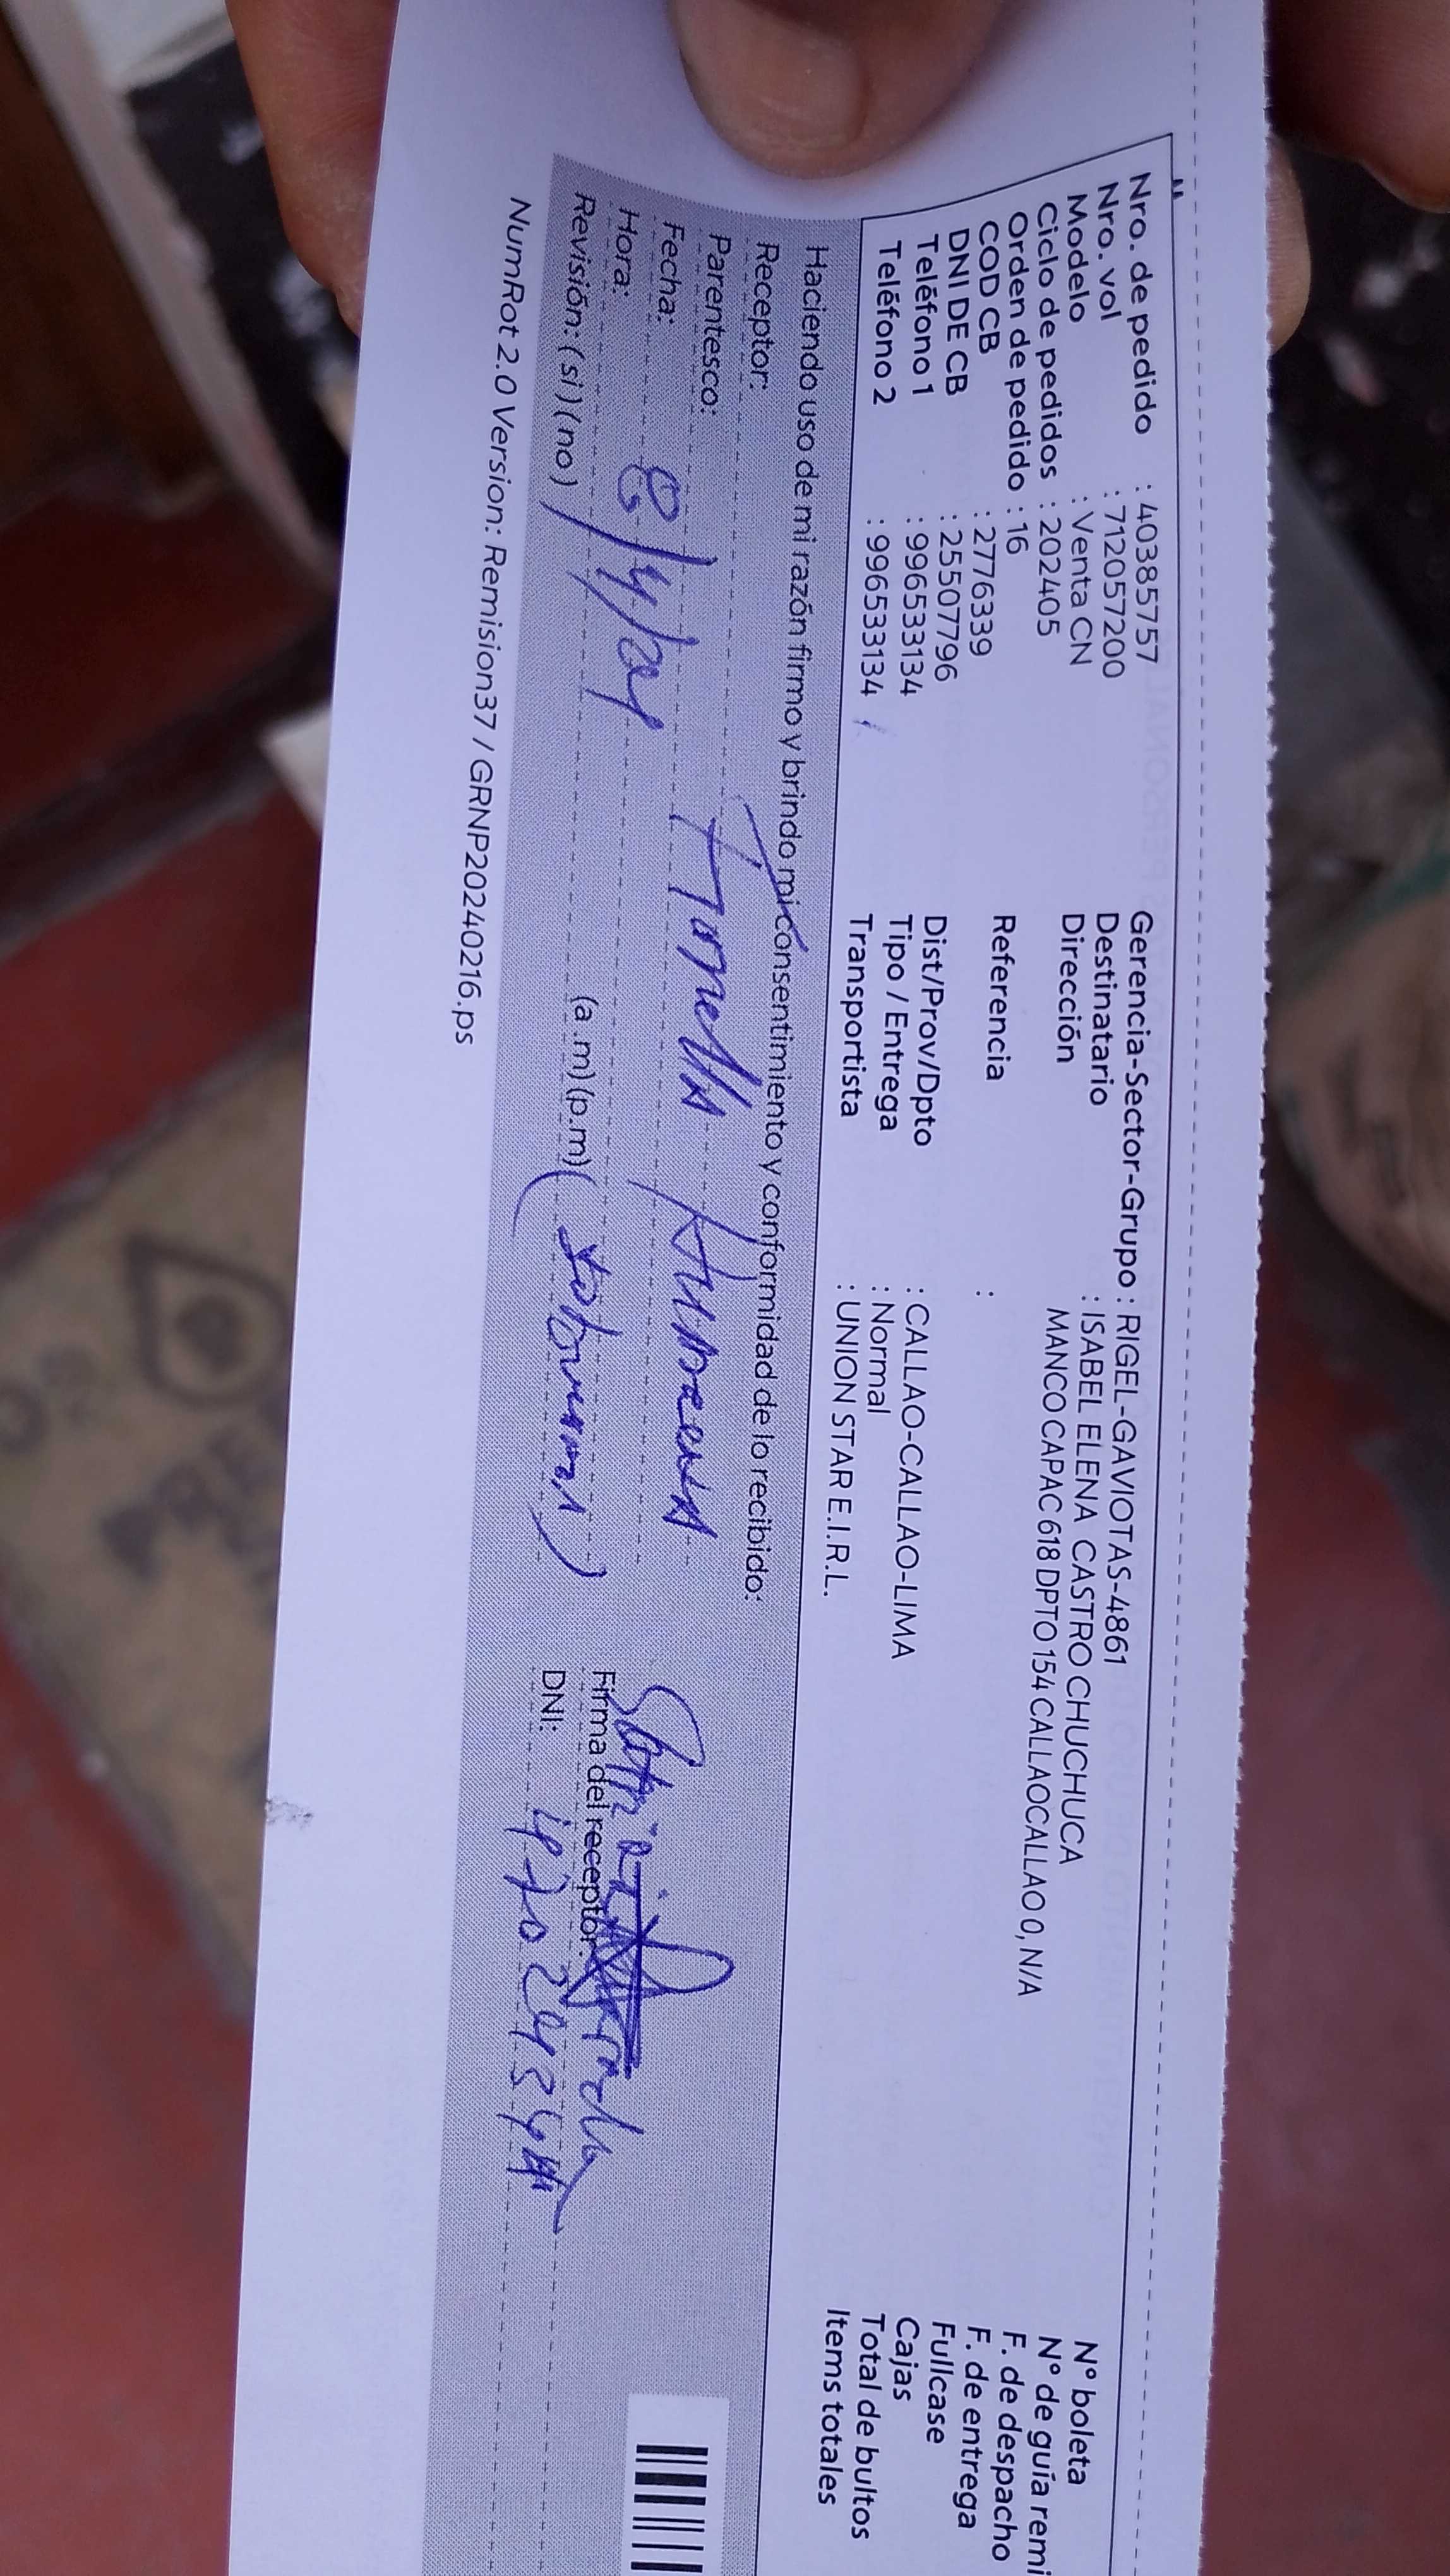 Nro. de pedido : 40385757
Nro. vol : 712057200
Modelo : Venta CN
Ciclo de pedidos : 202405
Orden de pedido : 16
COD CB : 2776339
DNI DE CB : 25507796
Teléfono 1 : 996533134
Teléfono 2 : 996533134
Gerencia-Sector-Grupo : RIGEL-GAVIOTAS-4861
Destinatario : ISABEL ELENA CASTRO CHUCHUCA
Dirección MANCO CAPAC 618 DPTO 154 CALLAOCALLAO 0, N/A
Referencia :
Dist/Prov/Dpto : CALLAO-CALLAO-CALLAO-LIMA
Tipo / Entrega : Normal
Transportista : UNION STAR E.I.R.L.
N° boleta
N° de guía remi
F. de despacho
F. de entrega
Fullcase
Cajas
Total de bultos
Items totales
Haciendo uso de mi razón firmo y brindo mi consentimiento y conformidad de lo recibido:
Receptor:
Parentesco:
Fecha:
Hora: (a.m) (p.m)
Revisión: (si) (no)
Firma del receptor:
DNI:
NumRot 2.0 Version: Remision37 / GRNP20240216.ps